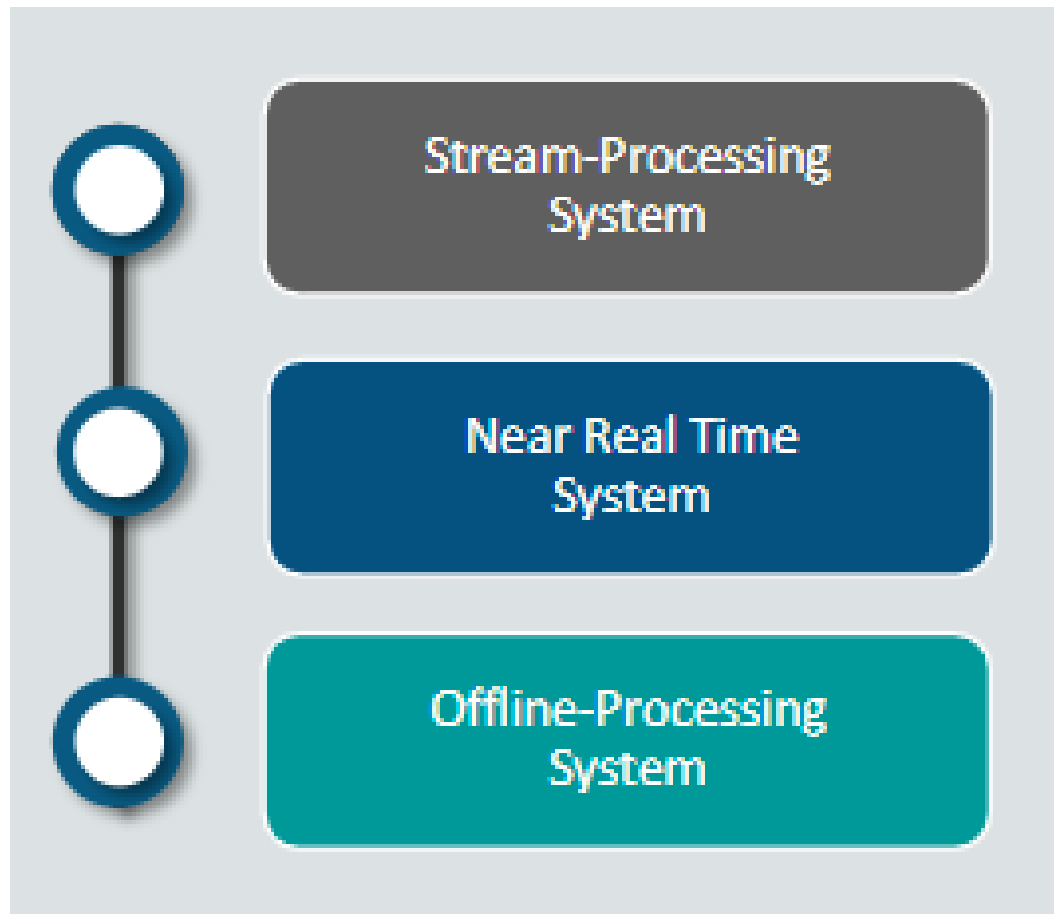 Stream-Processing
System
Near Real Time
System
Offline-Processing
System